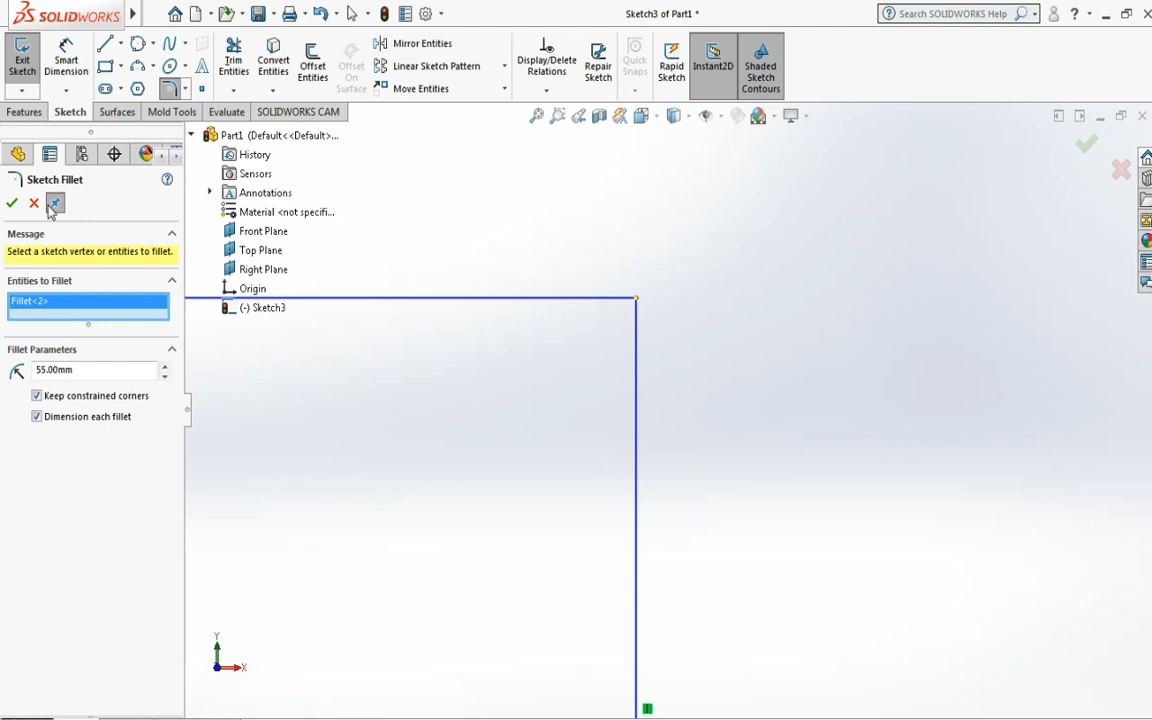 SOLIDWORKS
Sketch3 of Part1 *
Search SOLIDWORKS Help
?
Exit Sketch
Smart Dimension
Trim Entities
Convert Entities
Offset Entities
Offset On Surface
Mirror Entities
Linear Sketch Pattern
Move Entities
Display/Delete Relations
Repair Sketch
Quick Snaps
Rapid Sketch
Instant2D
Shaded Sketch Contours
Features
Sketch
Surfaces
Mold Tools
Evaluate
SOLIDWORKS CAM
Part1 (Default<<Default>...
History
Sensors
Annotations
Material <not specifi...
Front Plane
Top Plane
Right Plane
Origin
(-) Sketch3
Sketch Fillet
?
Message
Select a sketch vertex or entities to fillet.
Entities to Fillet
Fillet<2>
Fillet Parameters
55.00mm
Keep constrained corners
Dimension each fillet
Y
X